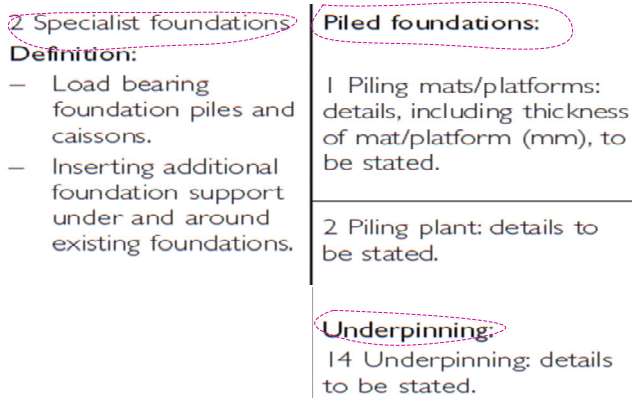 2 Specialist foundations
Definition:
– Load bearing
foundation piles and
caissons.
– Inserting additional
foundation support
under and around
existing foundations.
Piled foundations:
1 Piling mats/platforms:
details, including thickness
of mat/platform (mm), to
be stated.
2 Piling plant: details to
be stated.
Underpinning:
14 Underpinning: details
to be stated.